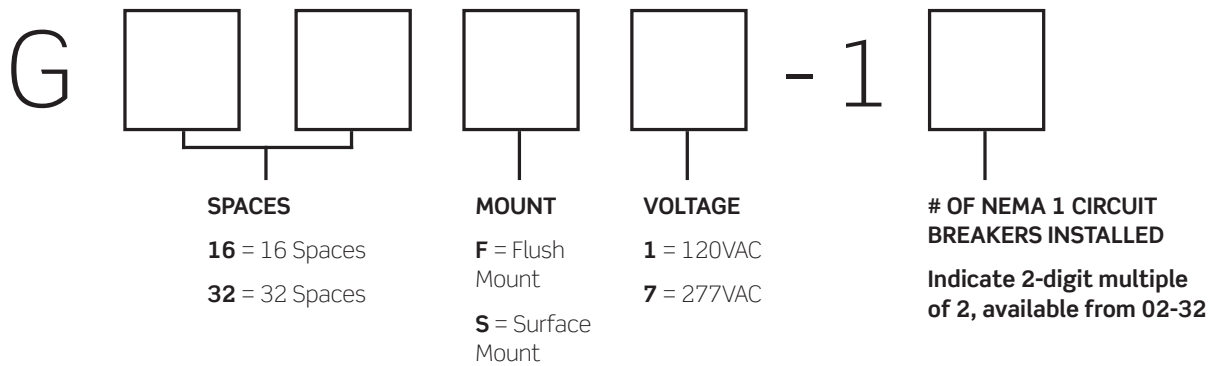 G - 1
SPACES
16 = 16 Spaces
32 = 32 Spaces
MOUNT
F = Flush
Mount
S = Surface
Mount
VOLTAGE
1 = 120VAC
7 = 277VAC
# OF NEMA 1 CIRCUIT
BREAKERS INSTALLED
Indicate 2-digit multiple
of 2, available from 02-32